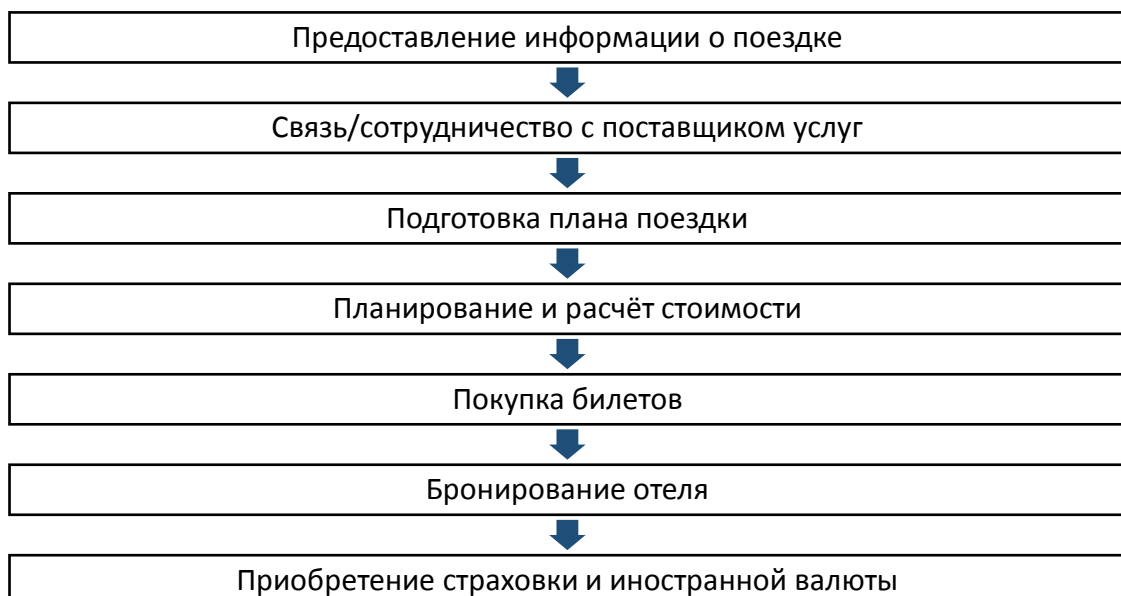 Предоставление информации о поездке
Связь/сотрудничество с поставщиком услуг
Подготовка плана поездки
Планирование и расчёт стоимости
Покупка билетов
Бронирование отеля
Приобретение страховки и иностранной валюты